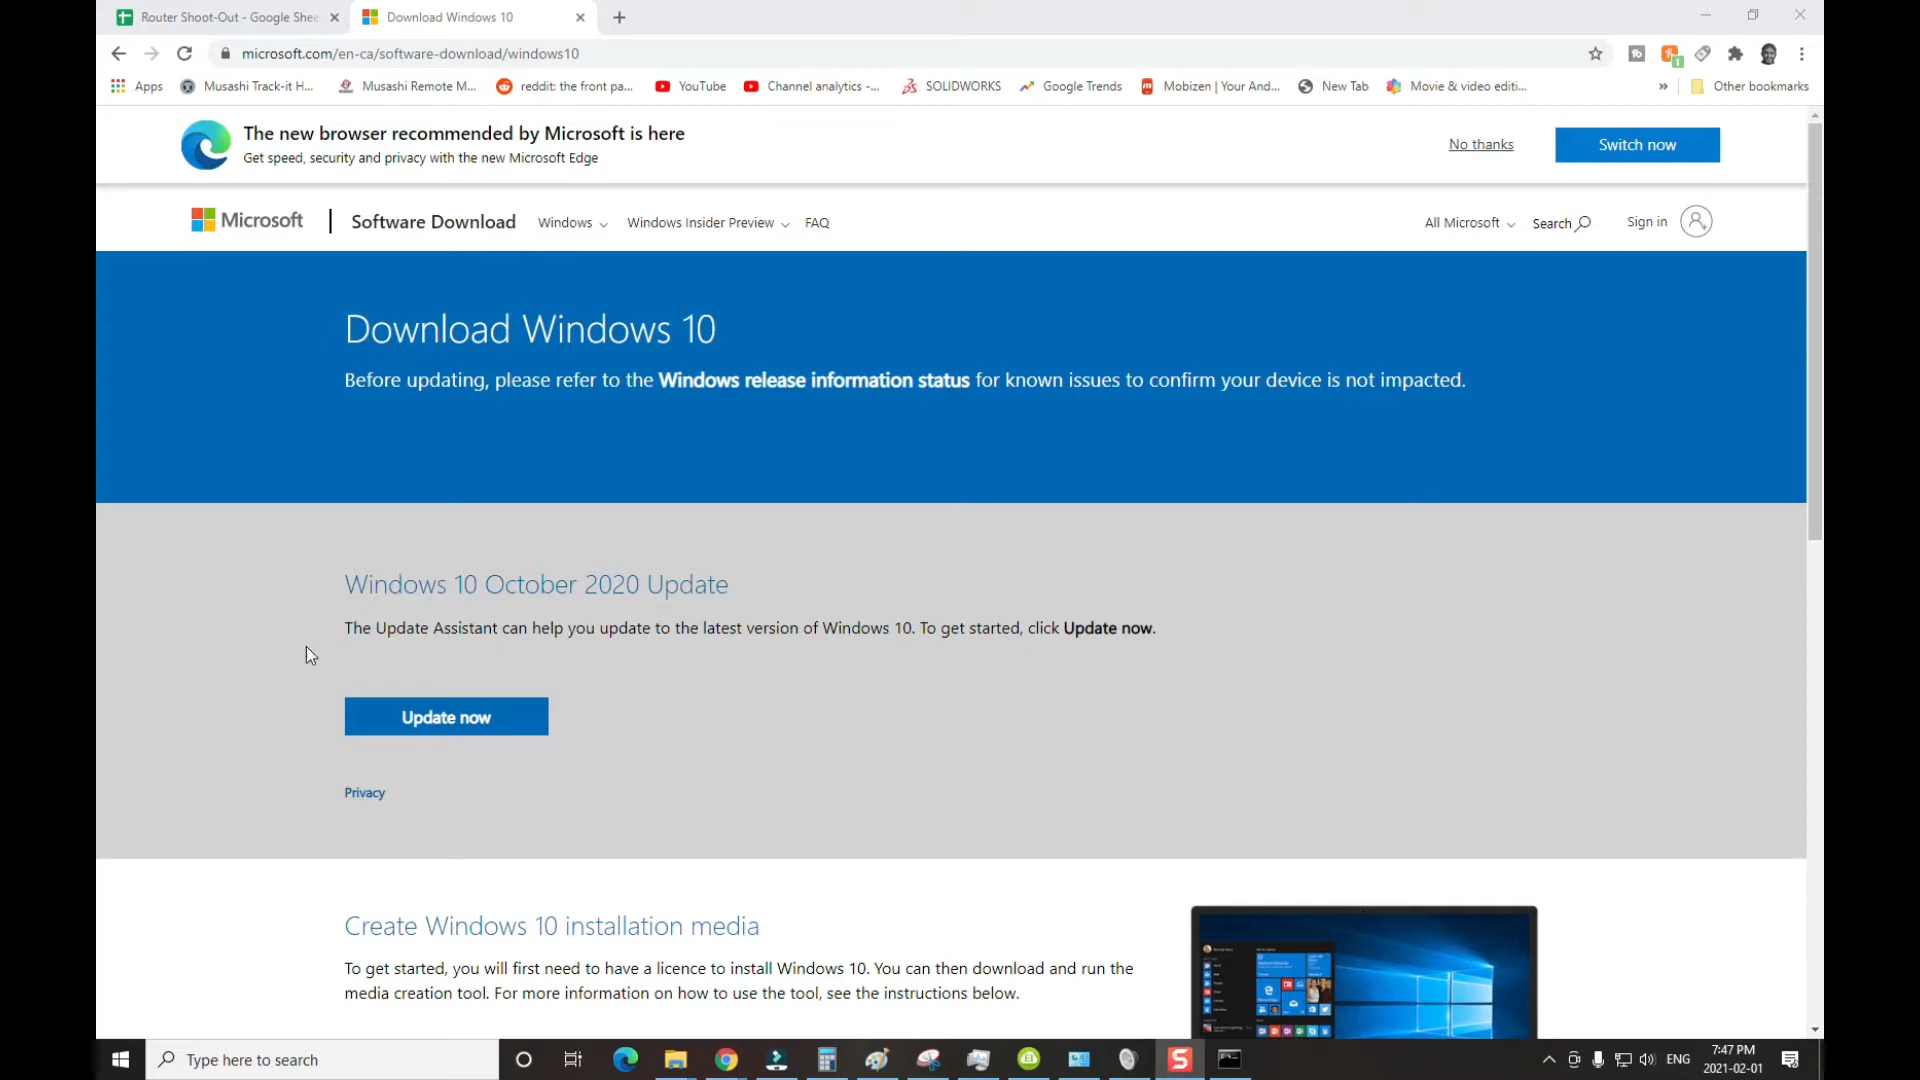 Router Shoot-Out - Google Shee
Download Windows 10
microsoft.com/en-ca/software-download/windows10
1
Apps
Musashi Track-it H...
Musashi Remote M...
reddit: the front pa...
YouTube
Channel analytics -...
SOLIDWORKS
Google Trends
Mobizen | Your And...
New Tab
Movie & video editi...
»
Other bookmarks
The new browser recommended by Microsoft is here
Get speed, security and privacy with the new Microsoft Edge
No thanks
Switch now
Microsoft
Software Download
Windows
Windows Insider Preview
FAQ
All Microsoft
Search
Sign in
Download Windows 10
Before updating, please refer to the Windows release information status for known issues to confirm your device is not impacted.
Windows 10 October 2020 Update
The Update Assistant can help you update to the latest version of Windows 10. To get started, click Update now.
Update now
Privacy
Create Windows 10 installation media
To get started, you will first need to have a licence to install Windows 10. You can then download and run the
media creation tool. For more information on how to use the tool, see the instructions below.
Type here to search
ENG
7:47 PM
2021-02-01